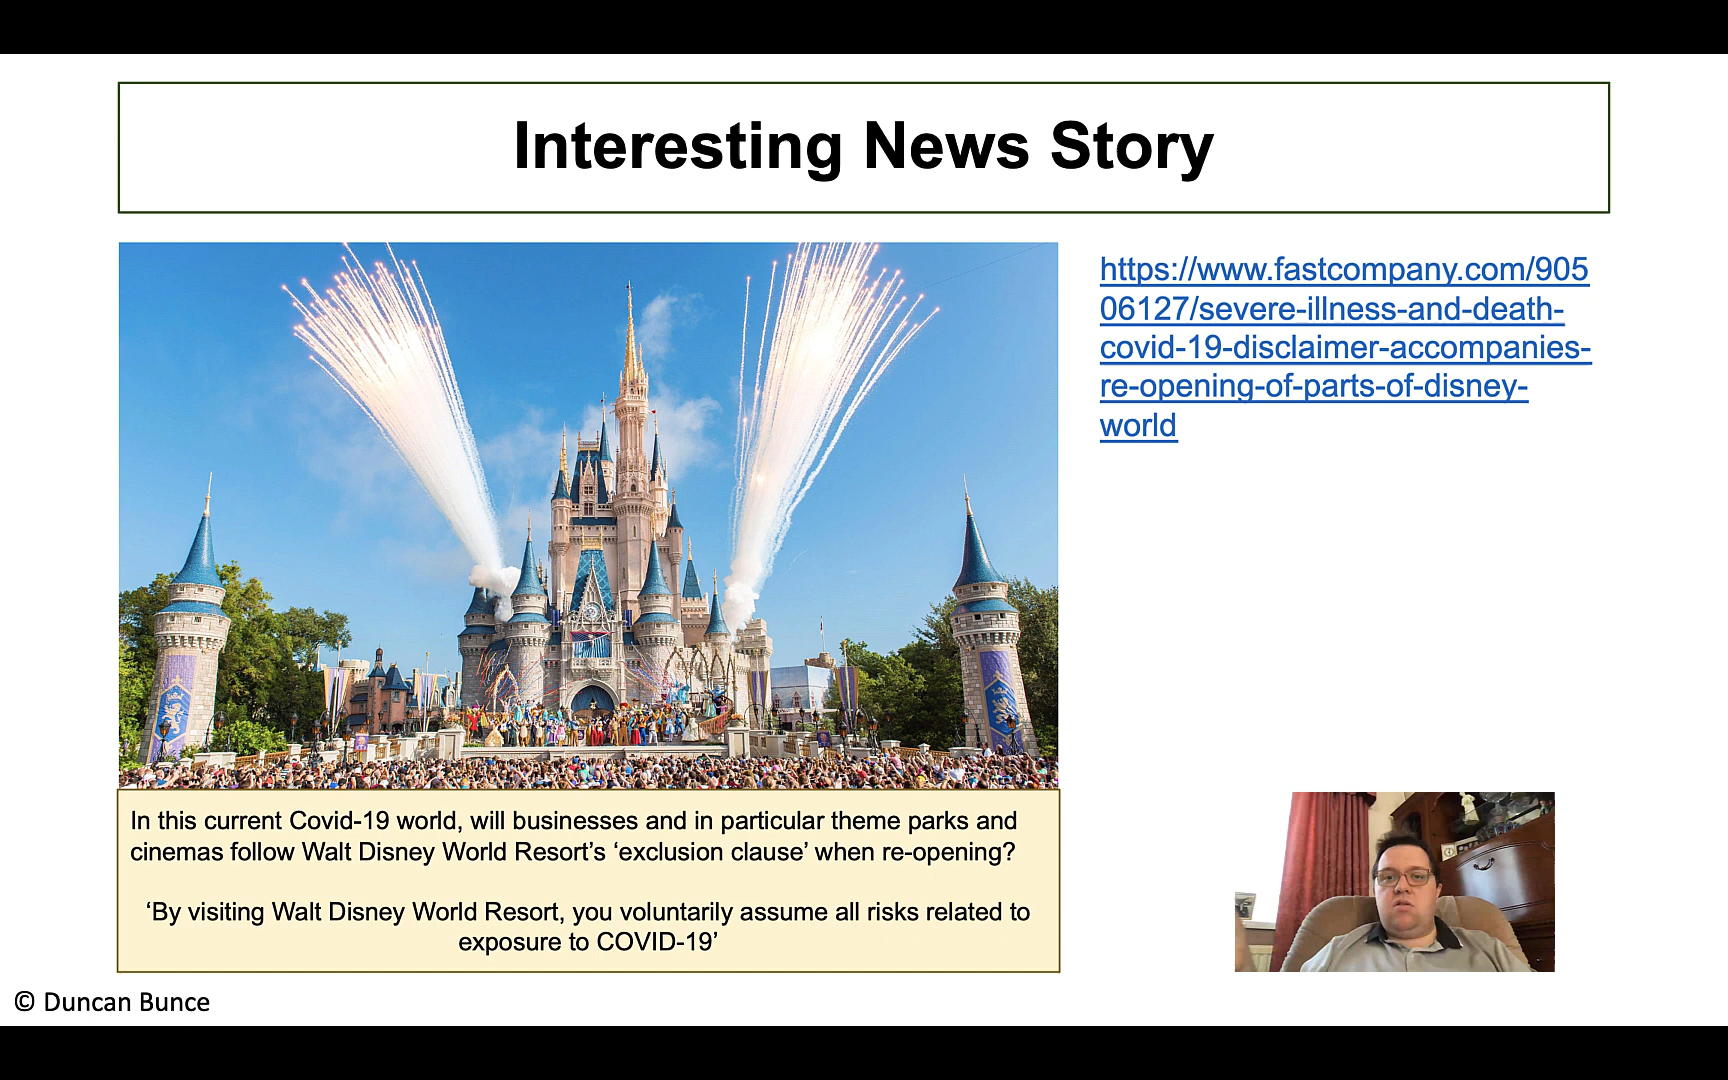 Interesting News Story
https://www.fastcompany.com/905
06127/severe-illness-and-death-
covid-19-disclaimer-accompanies-
re-opening-of-parts-of-disney-
world
In this current Covid-19 world, will businesses and in particular theme parks and
cinemas follow Walt Disney World Resort’s ‘exclusion clause’ when re-opening?
‘By visiting Walt Disney World Resort, you voluntarily assume all risks related to
exposure to COVID-19’
© Duncan Bunce